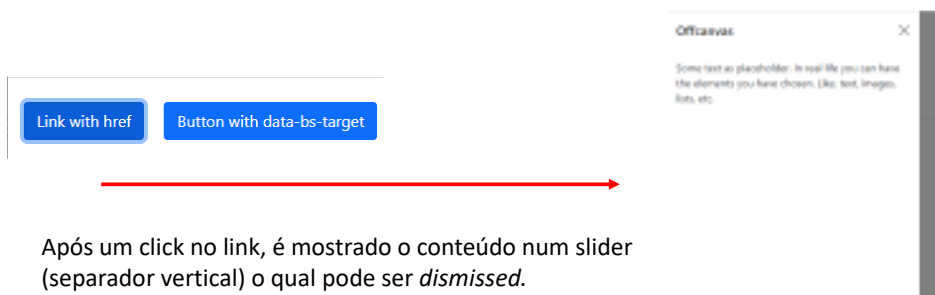 Offcanvas
Some text as placeholder. In real life you can have
the elements you have chosen. Like, text, images,
lists, etc.
Link with href
Button with data-bs-target
Após um click no link, é mostrado o conteúdo num slider
(separador vertical) o qual pode ser dismissed.